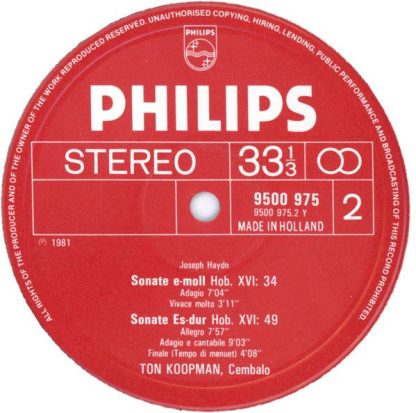 ALL RIGHTS OF THE PRODUCER AND OF THE OWNER OF THE WORK REPRODUCED RESERVED. UNAUTHORISED COPYING, HIRING, LENDING, PUBLIC PERFORMANCE AND BROADCASTING OF THIS RECORD PROHIBITED.
PHILIPS
PHILIPS
STEREO 33 1/3
9500 975
9500 975.2 Y 2
MADE IN HOLLAND
℗ 1981
Joseph Haydn
Sonate e-moll Hob. XVI: 34
Adagio 7'04"
Vivace molto 3'11"
Sonate Es-dur Hob. XVI: 49
Allegro 7'57"
Adagio e cantabile 9'03"
Finale (Tempo di menuet) 4'08"
TON KOOPMAN, Cembalo